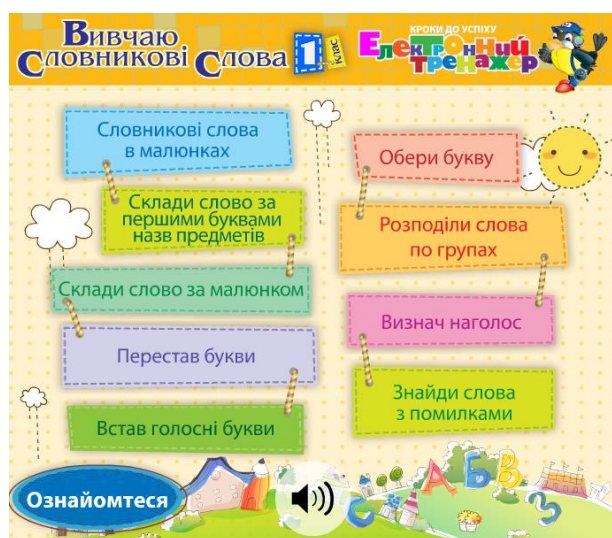 Вивчаю
Словникові Слова
1
клас
КРОКИ ДО УСПІХУ
Електронний
тренажер
Словникові слова
в малюнках
Склади слово за
першими буквами
назв предметів
Склади слово за малюнком
Перестав букви
Встав голосні букви
Обери букву
Розподіли слова
по групах
Визнач наголос
Знайди слова
з помилками
Ознайомтеся
А Б В
С З